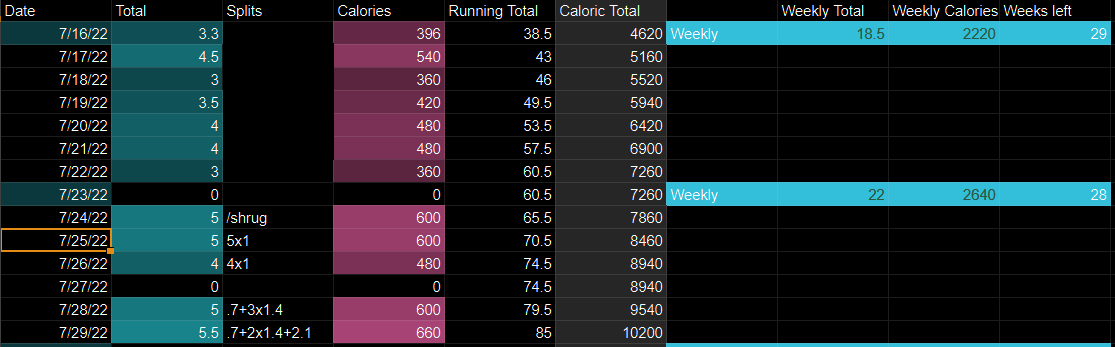 Date Total Splits Calories Running Total Caloric Total Weekly Total Weekly Calories Weeks left
7/16/22 3.3 396 38.5 4620 Weekly 18.5 2220 29
7/17/22 4.5 540 43 5160
7/18/22 3 360 46 5520
7/19/22 3.5 420 49.5 5940
7/20/22 4 480 53.5 6420
7/21/22 4 480 57.5 6900
7/22/22 3 360 60.5 7260
7/23/22 0 0 60.5 7260 Weekly 22 2640 28
7/24/22 5 /shrug 600 65.5 7860
7/25/22 5 5x1 600 70.5 8460
7/26/22 4 4x1 480 74.5 8940
7/27/22 0 0 74.5 8940
7/28/22 5 .7+3x1.4 600 79.5 9540
7/29/22 5.5 .7+2x1.4+2.1 660 85 10200